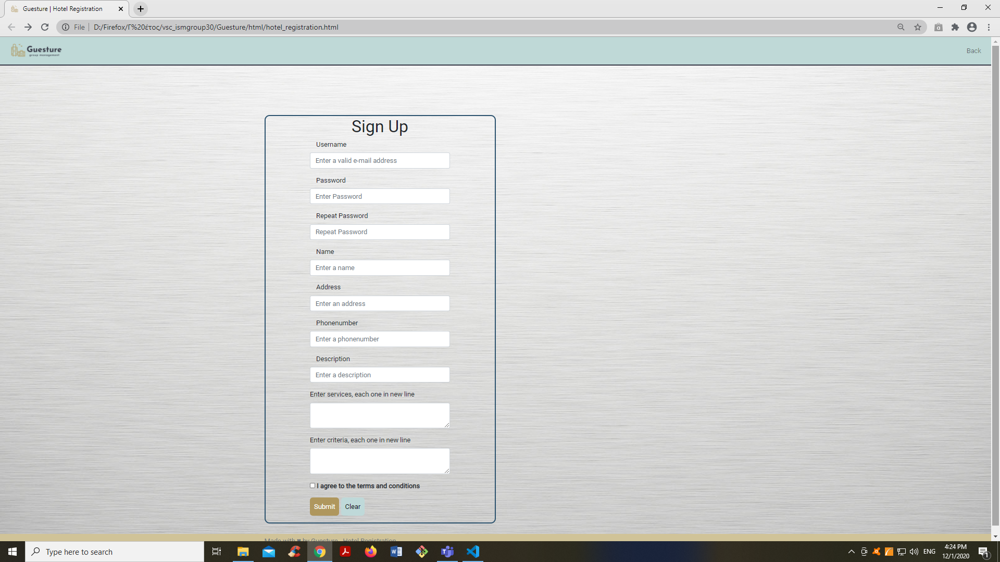 Guesture | Hotel Registration
File | D:/Firefox/Γ%20έτος/vsc_ismgroup30/Guesture/html/hotel_registration.html
Guesture
group management
Back
Sign Up
Username
Enter a valid e-mail address
Password
Enter Password
Repeat Password
Repeat Password
Name
Enter a name
Address
Enter an address
Phonenumber
Enter a phonenumber
Description
Enter a description
Enter services, each one in new line
Enter criteria, each one in new line
I agree to the terms and conditions
Submit Clear
Made with ♥ by Guesture - Hotel Registration
Type here to search
ENG
4:24 PM
12/1/2020
1